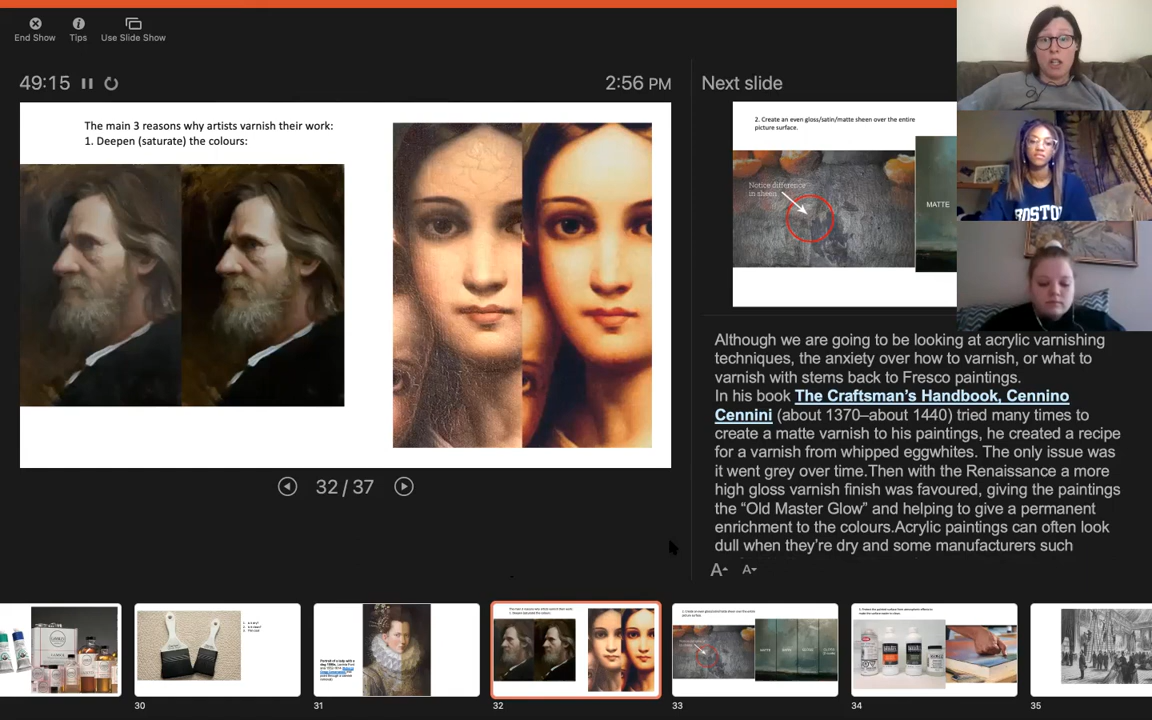 End Show
Tips
Use Slide Show
49:15
2:56 PM
Next slide
The main 3 reasons why artists varnish their work:
1. Deepen (saturate) the colours:
2. Create an even gloss/satin/matte sheen over the entire
picture surface.
Notice difference
in sheen
MATTE
BOSTON
32 / 37
Although we are going to be looking at acrylic varnishing
techniques, the anxiety over how to varnish, or what to
varnish with stems back to Fresco paintings.
In his book The Craftsman's Handbook, Cennino
Cennini (about 1370–about 1440) tried many times to
create a matte varnish to his paintings, he created a recipe
for a varnish from whipped eggwhites. The only issue was
it went grey over time.Then with the Renaissance a more
high gloss varnish finish was favoured, giving the paintings
the “Old Master Glow” and helping to give a permanent
enrichment to the colours.Acrylic paintings can often look
dull when they're dry and some manufacturers such
A
A
30
31
32
33
34
35